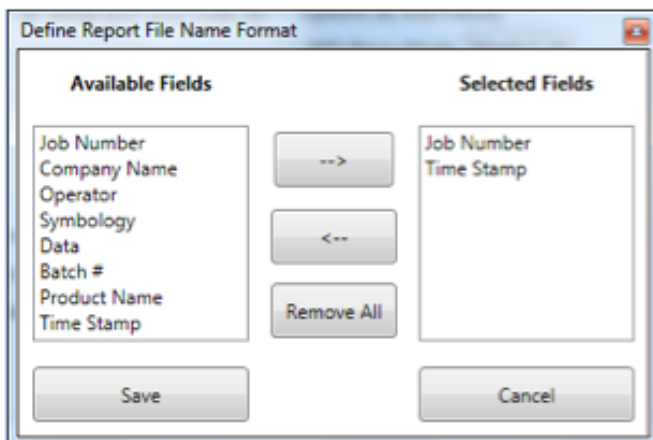 Define Report File Name Format
Available Fields
Selected Fields
Job Number
Company Name
Operator
Symbology
Data
Batch #
Product Name
Time Stamp
-->
<--
Remove All
Job Number
Time Stamp
Save
Cancel